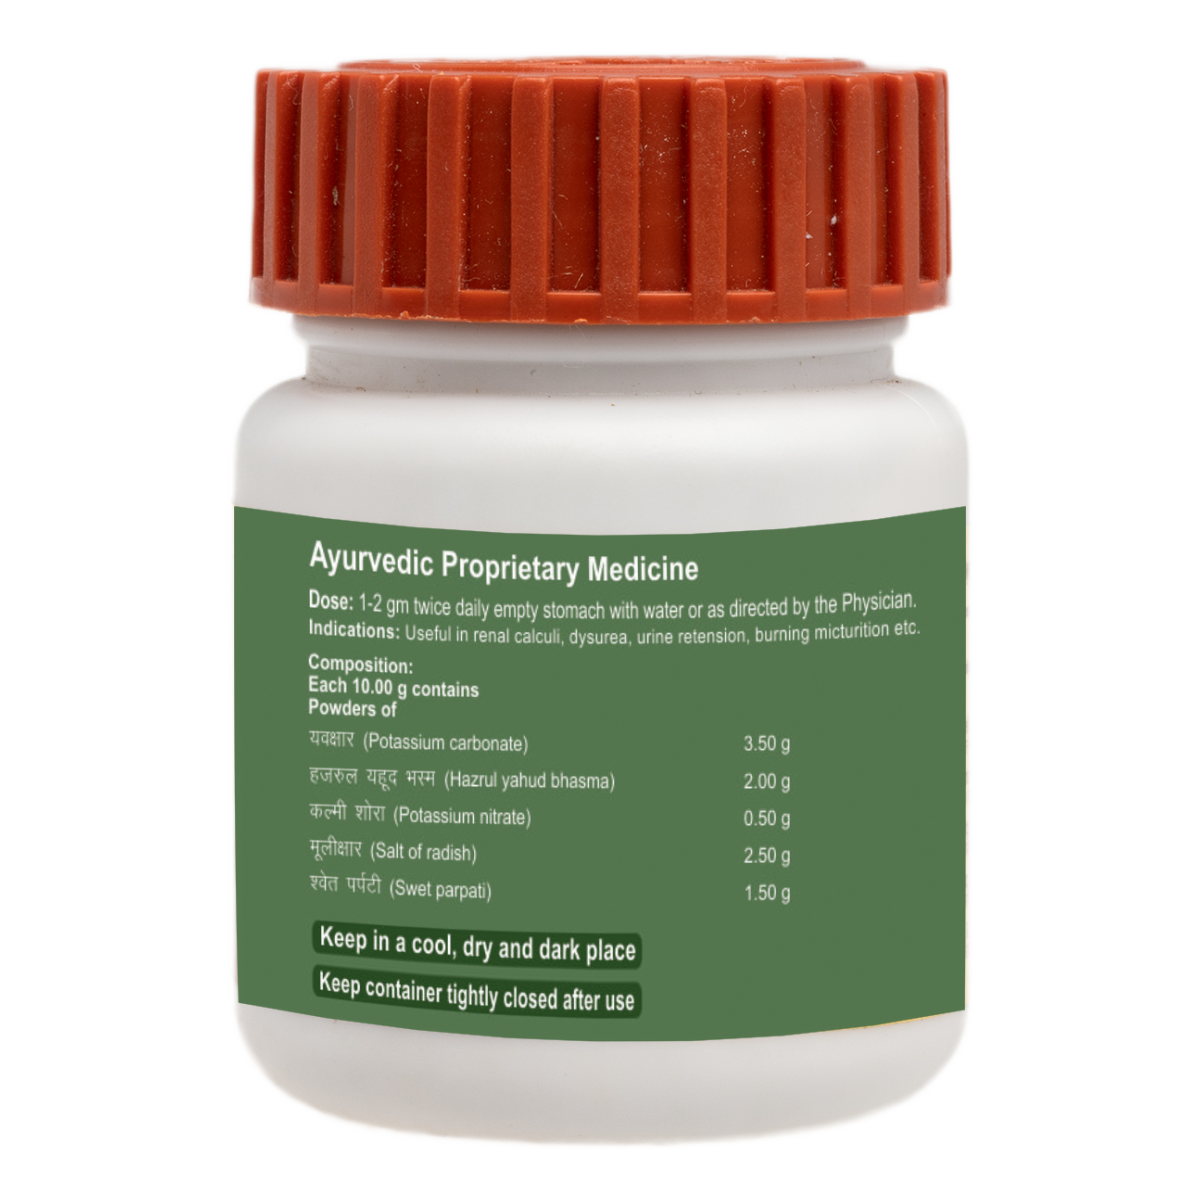 Ayurvedic Proprietary Medicine
Dose: 1-2 gm twice daily empty stomach with water or as directed by the Physician.
Indications: Useful in renal calculi, dysurea, urine retension, burning micturition etc.
Composition:
Each 10.00 g contains
Powders of
यवक्षार (Potassium carbonate) 3.50 g
हजरुल यहूद भस्म (Hazrul yahud bhasma) 2.00 g
कल्मी शोरा (Potassium nitrate) 0.50 g
मूलीक्षार (Salt of radish) 2.50 g
श्वेत पर्पटी (Swet parpati) 1.50 g
Keep in a cool, dry and dark place
Keep container tightly closed after use